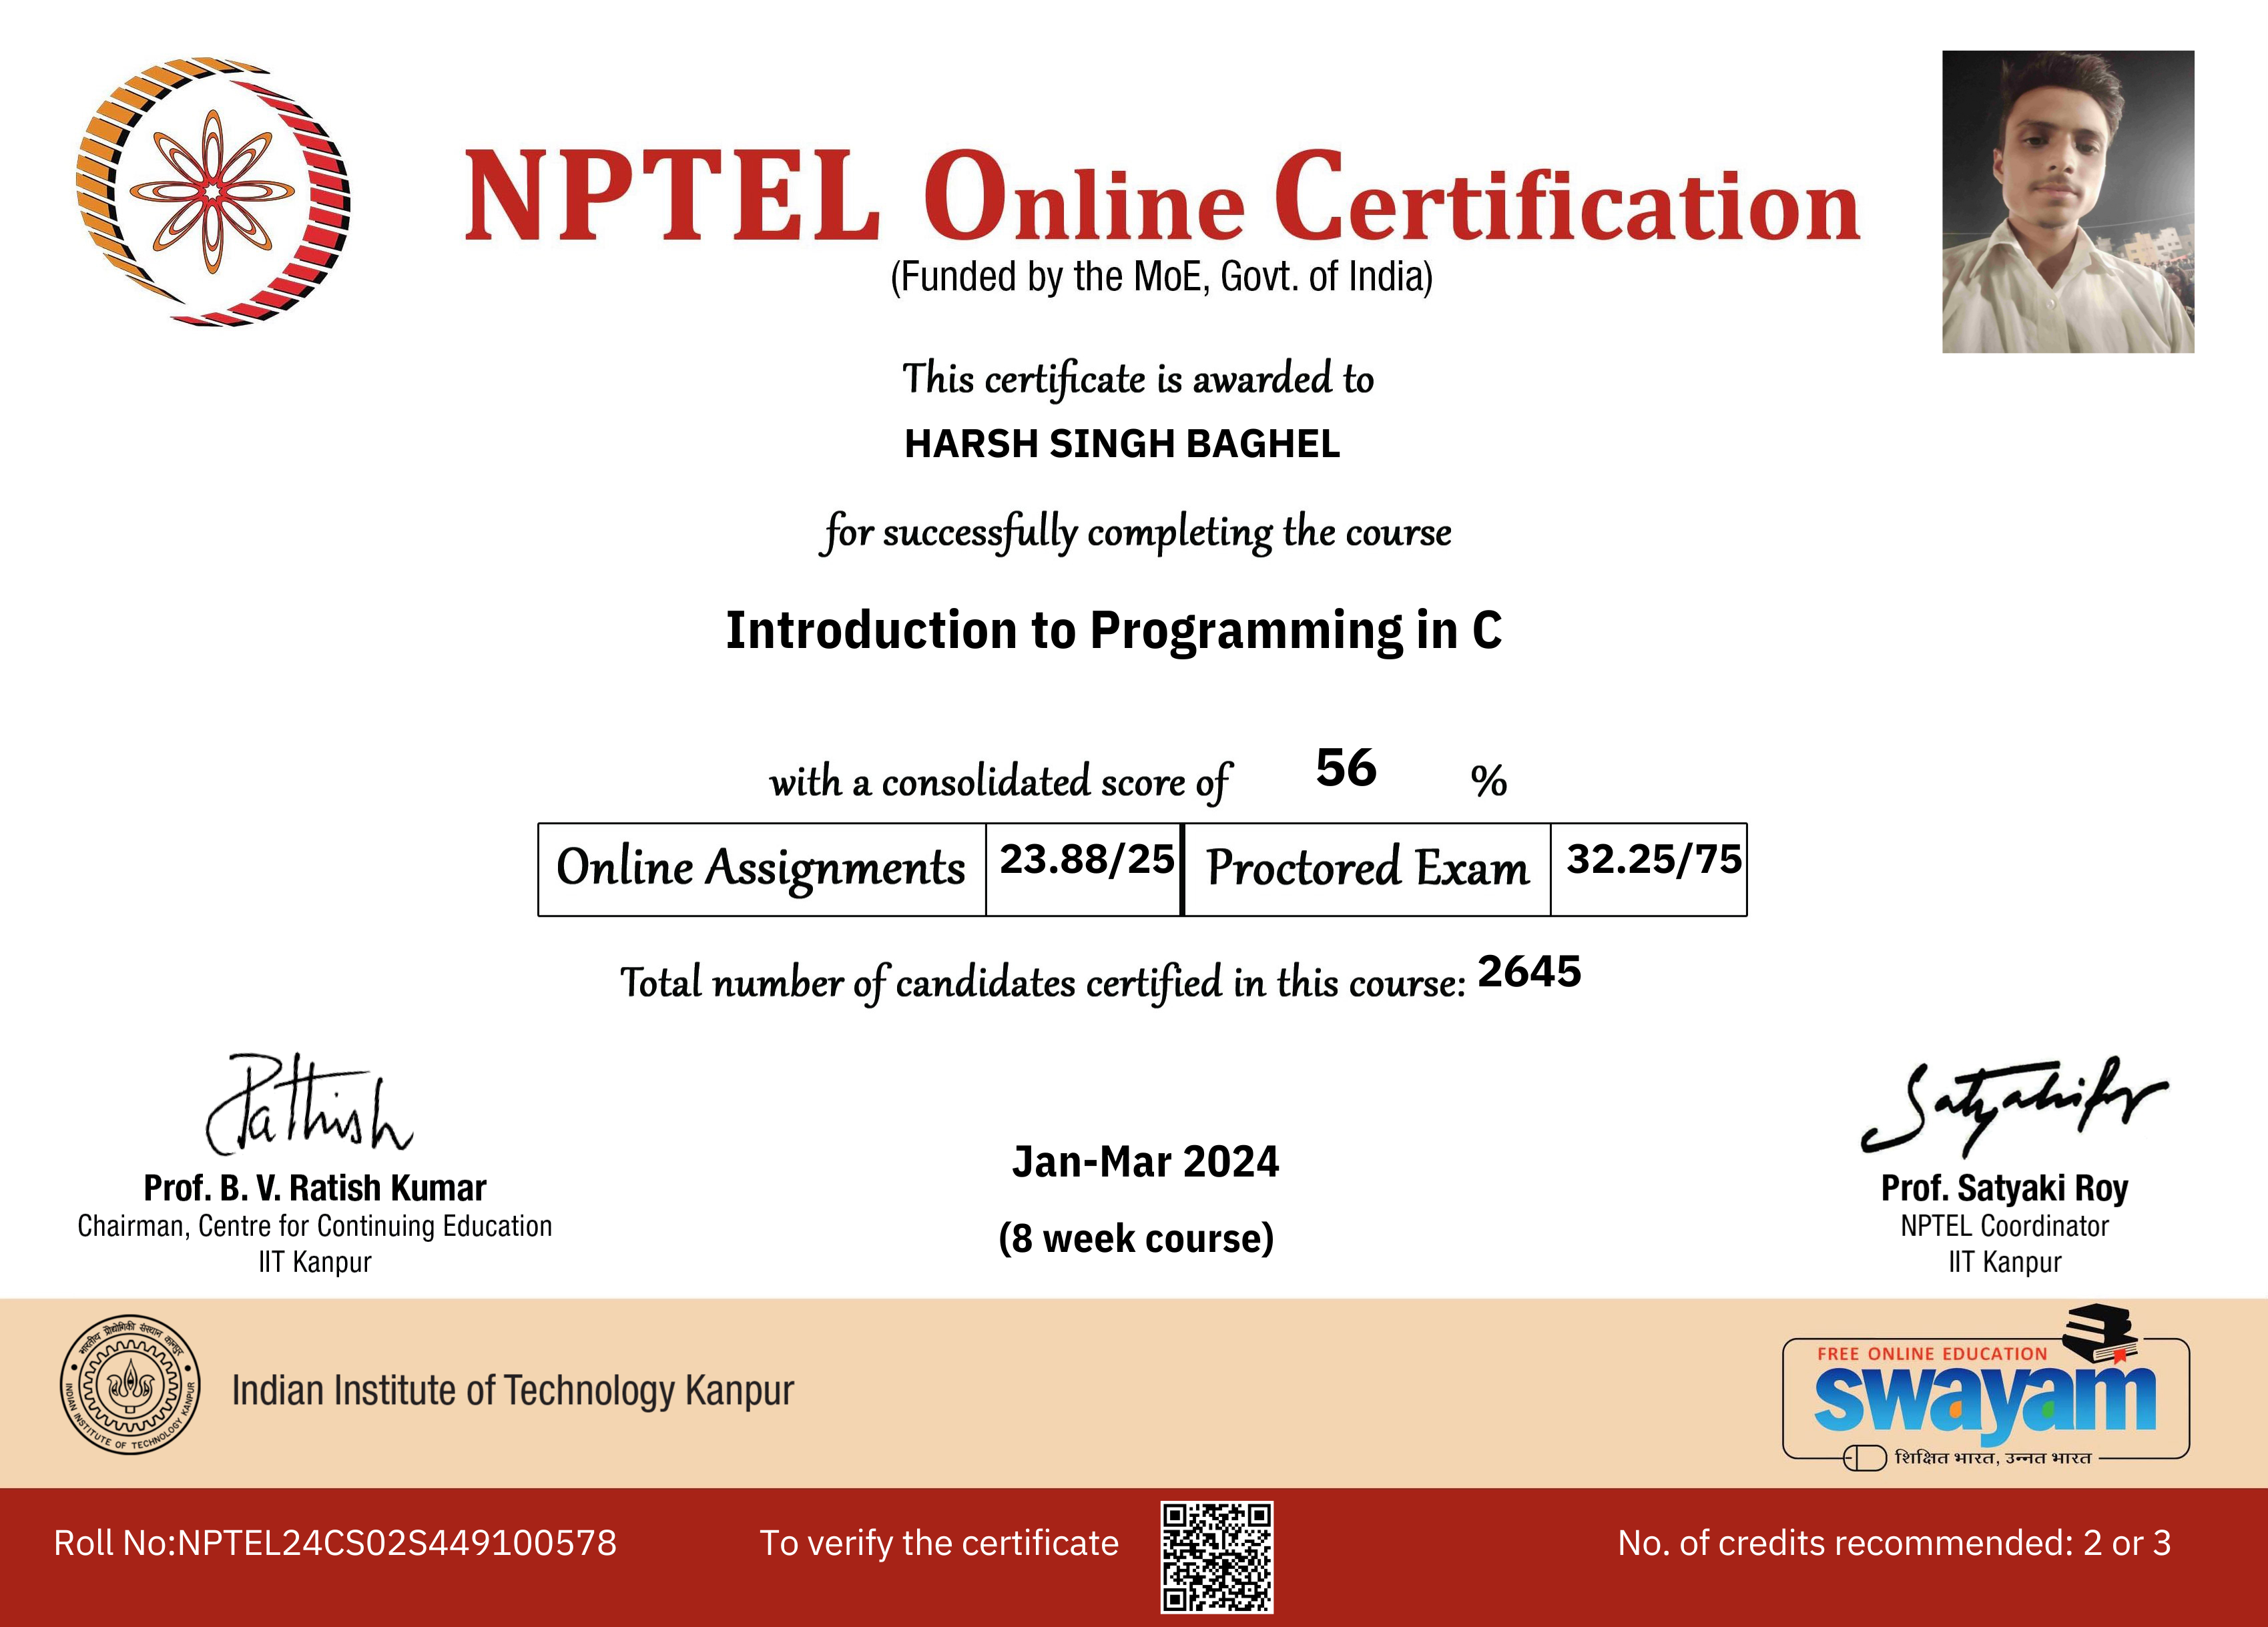 NPTEL Online Certification
(Funded by the MoE, Govt. of India)
This certificate is awarded to
HARSH SINGH BAGHEL
for successfully completing the course
Introduction to Programming in C
with a consolidated score of 56 %
Online Assignments 23.88/25 Proctored Exam 32.25/75
Total number of candidates certified in this course: 2645
Prof. B. V. Ratish Kumar
Chairman, Centre for Continuing Education
IIT Kanpur
Jan-Mar 2024
(8 week course)
Prof. Satyaki Roy
NPTEL Coordinator
IIT Kanpur
भारतीय प्रौद्योगिकी संस्थान कानपुर
INDIAN INSTITUTE OF TECHNOLOGY KANPUR
Indian Institute of Technology Kanpur
FREE ONLINE EDUCATION
swayam
शिक्षित भारत, उन्नत भारत
Roll No:NPTEL24CS02S449100578
To verify the certificate
No. of credits recommended: 2 or 3